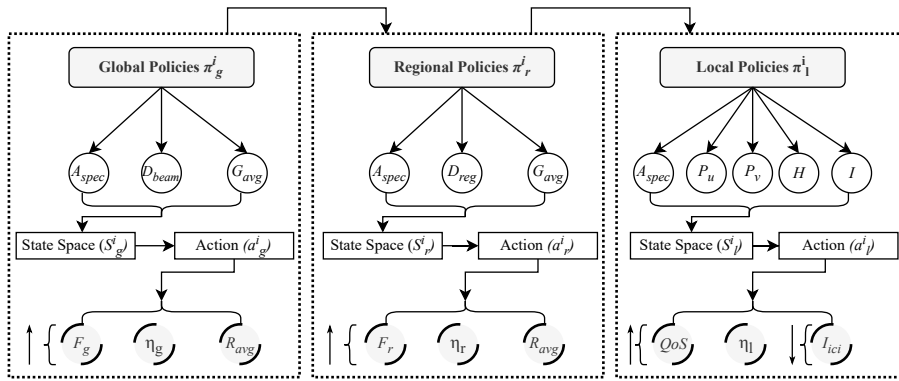 Global Policies π^i_g
Regional Policies π^i_r
Local Policies π^i_l
A_spec D_beam G_avg
A_spec D_reg G_avg
A_spec P_u P_v H I
State Space (S^i_g) Action (a^i_g)
State Space (S^i_r) Action (a^i_r)
State Space (S^i_l) Action (a^i_l)
F_g η_g R_avg
F_r η_r R_avg
QoS η_l I_ici